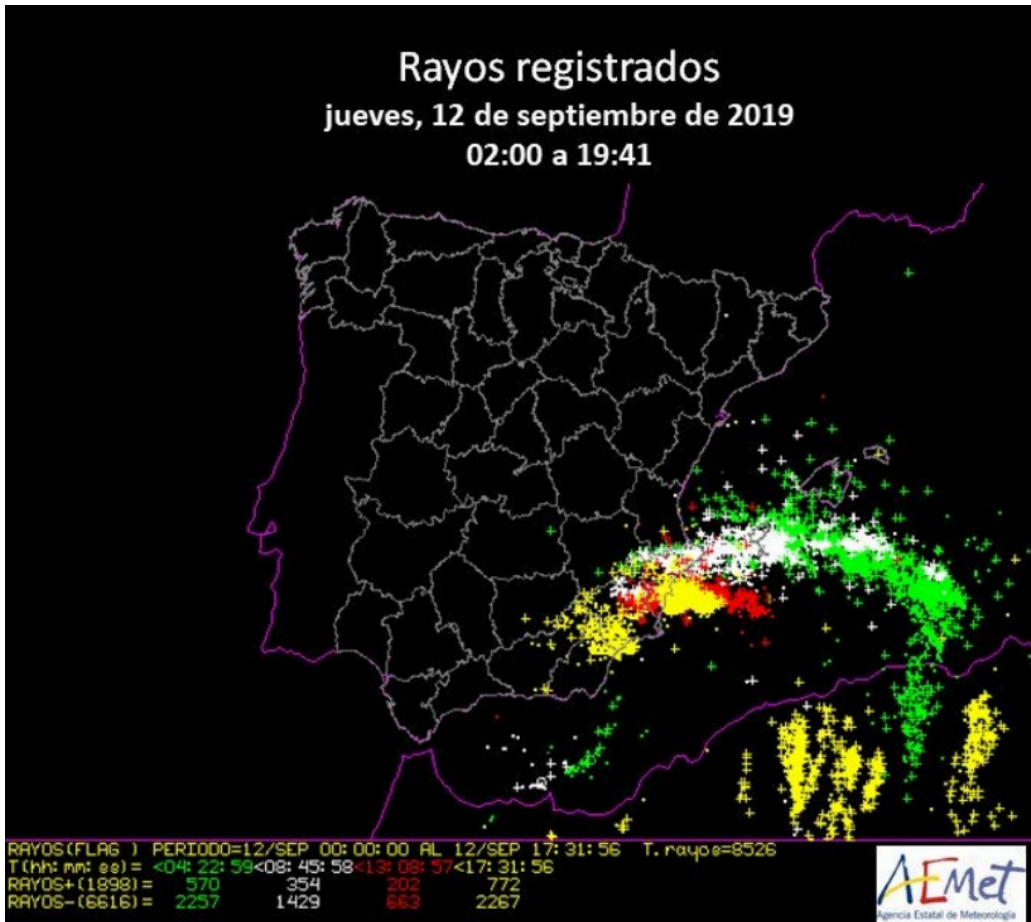 Rayos registrados
jueves, 12 de septiembre de 2019
02:00 a 19:41
RAYOS(FLAG ) PERIODO=12/SEP 00:00:00 AL 12/SEP 17:31:56 T.rayos=8526
T(hh:mm:ss)= <04:22:59<08:45:58<13:08:57<17:31:56
RAYOS+(1898)= 570 354 202 772
RAYOS-(6616)= 2257 1429 663 2267
AEMet
Agencia Estatal de Meteorología